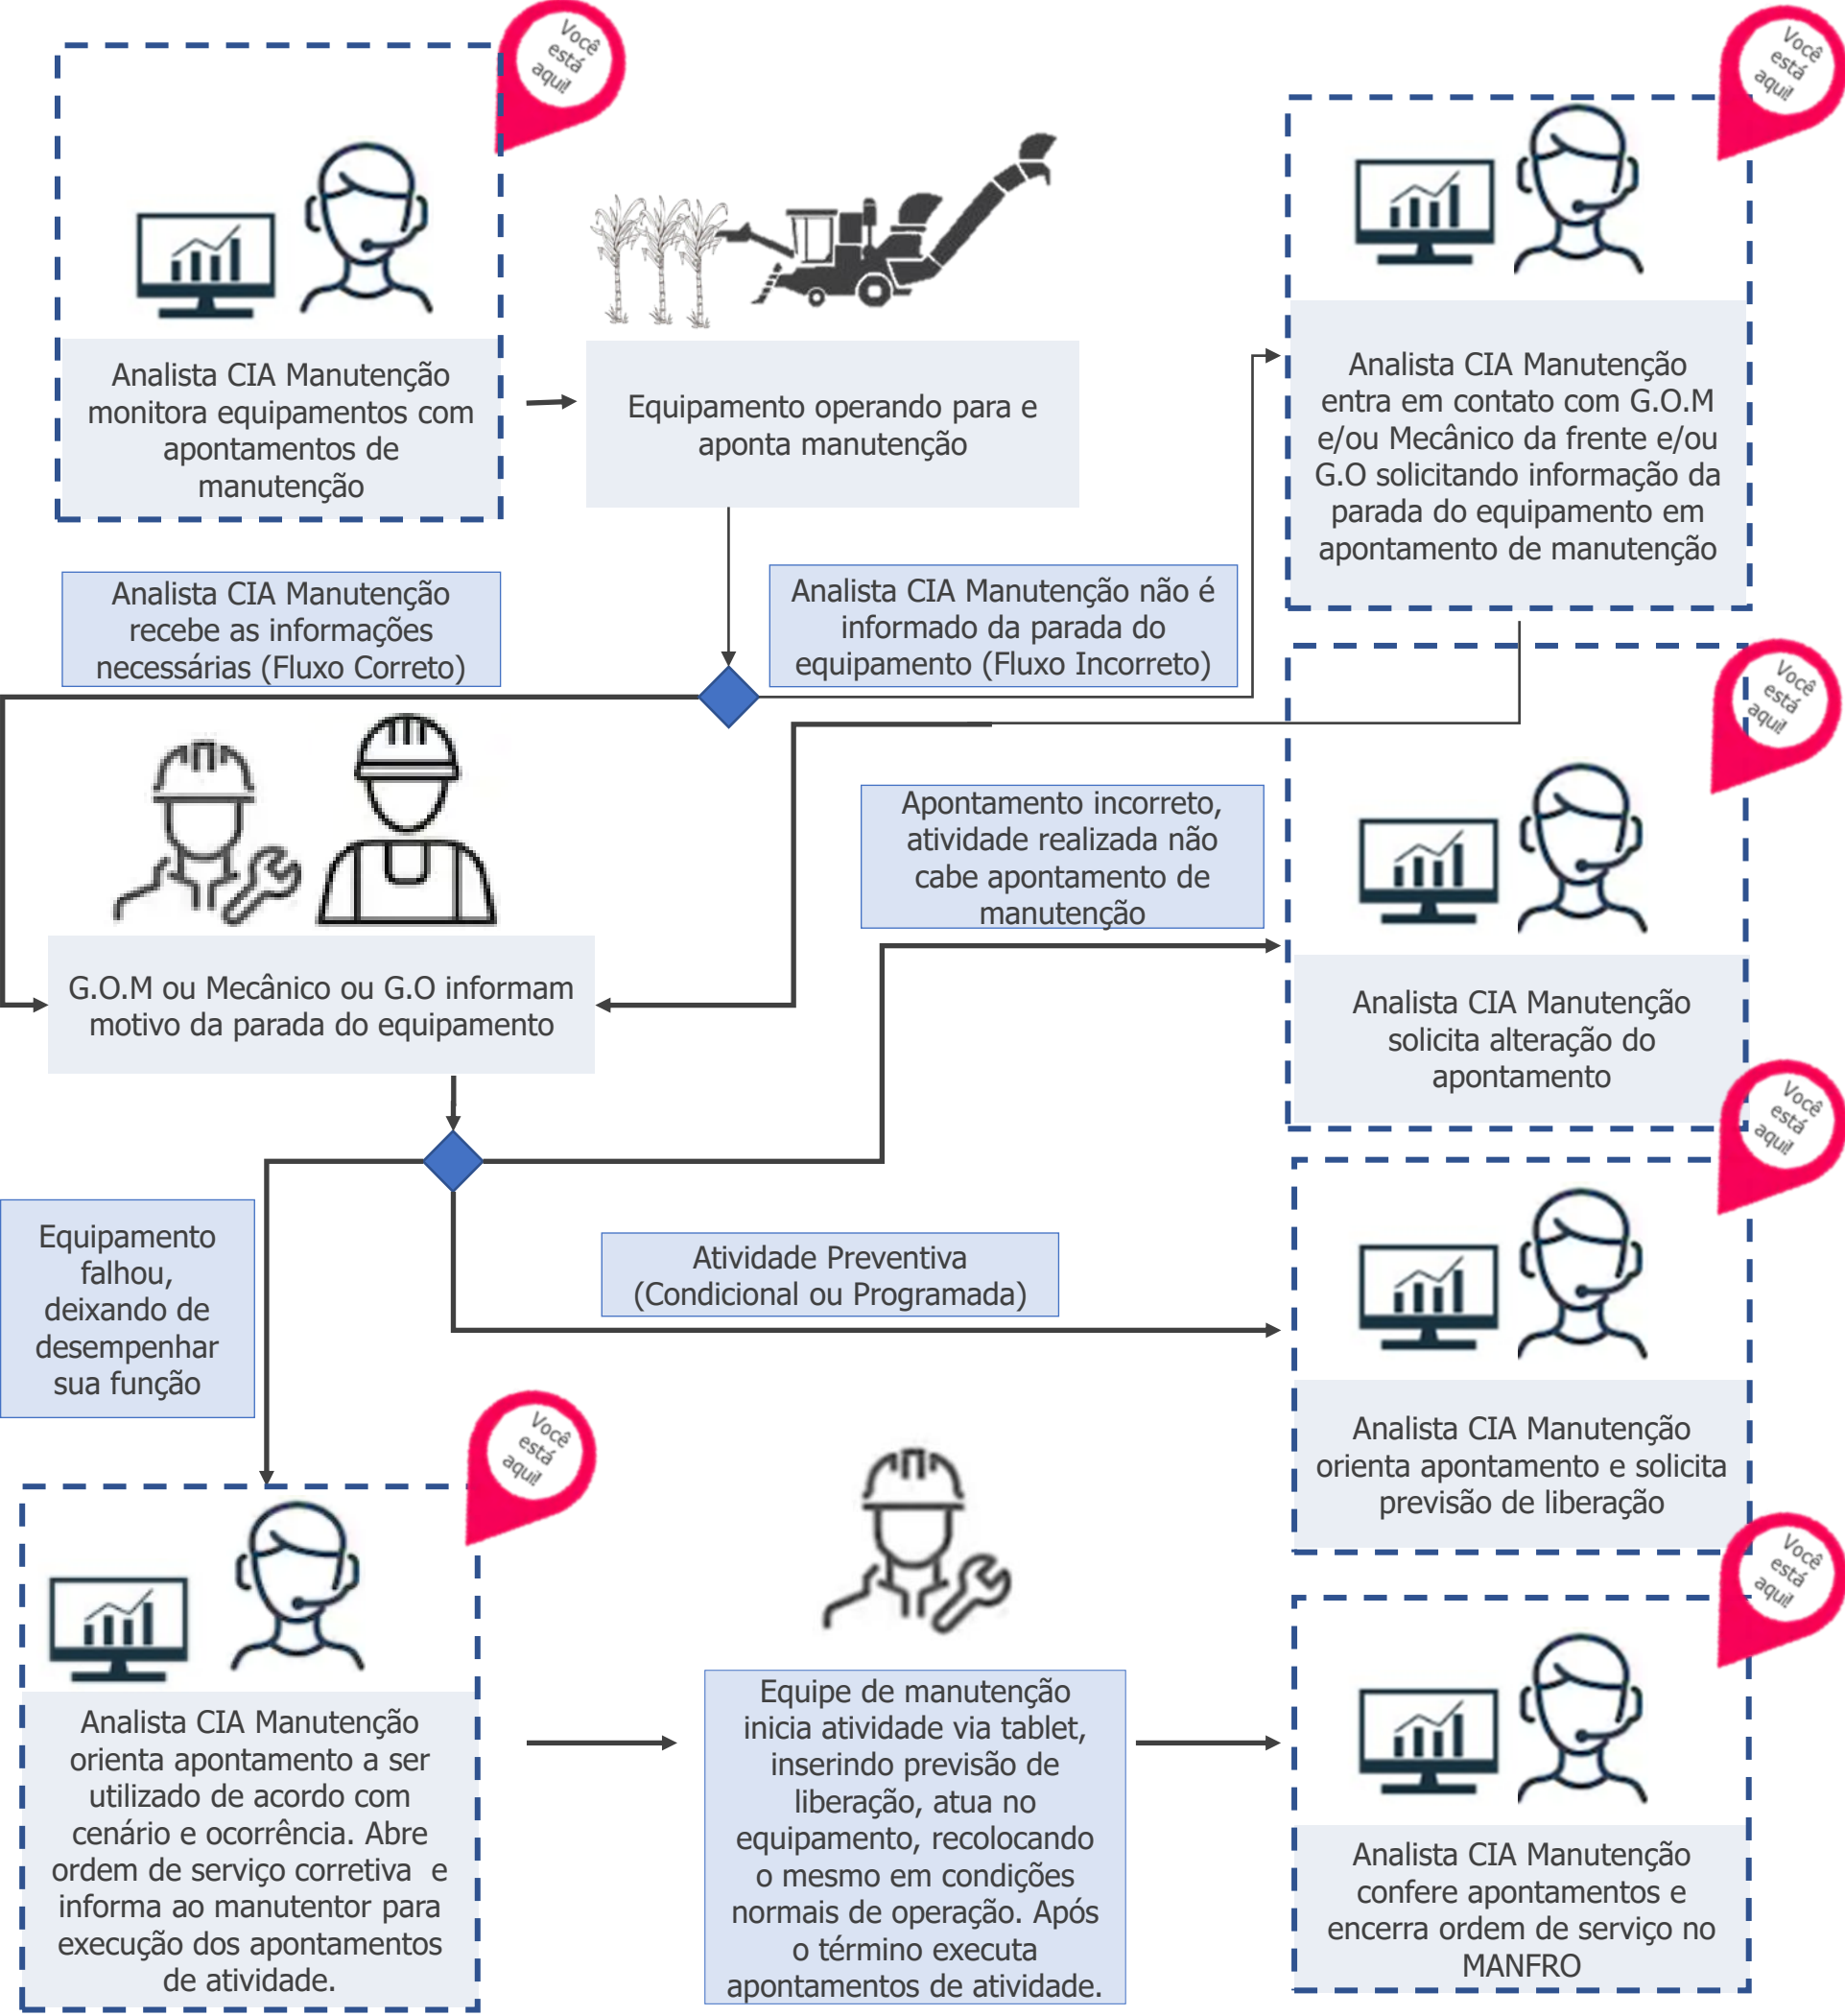 Você
está
aqui!
Analista CIA Manutenção
monitora equipamentos com
apontamentos de
manutenção
Equipamento operando para e
aponta manutenção
Você
está
aqui!
Analista CIA Manutenção
entra em contato com G.O.M
e/ou Mecânico da frente e/ou
G.O solicitando informação da
parada do equipamento em
apontamento de manutenção
Analista CIA Manutenção
recebe as informações
necessárias (Fluxo Correto)
Analista CIA Manutenção não é
informado da parada do
equipamento (Fluxo Incorreto)
G.O.M ou Mecânico ou G.O informam
motivo da parada do equipamento
Apontamento incorreto,
atividade realizada não
cabe apontamento de
manutenção
Você
está
aqui!
Analista CIA Manutenção
solicita alteração do
apontamento
Equipamento
falhou,
deixando de
desempenhar
sua função
Atividade Preventiva
(Condicional ou Programada)
Você
está
aqui!
Analista CIA Manutenção
orienta apontamento e solicita
previsão de liberação
Você
está
aqui!
Analista CIA Manutenção
orienta apontamento a ser
utilizado de acordo com
cenário e ocorrência. Abre
ordem de serviço corretiva  e
informa ao manutentor para
execução dos apontamentos
de atividade.
Equipe de manutenção
inicia atividade via tablet,
inserindo previsão de
liberação, atua no
equipamento, recolocando
o mesmo em condições
normais de operação. Após
o término executa
apontamentos de atividade.
Você
está
aqui!
Analista CIA Manutenção
confere apontamentos e
encerra ordem de serviço no
MANFRO